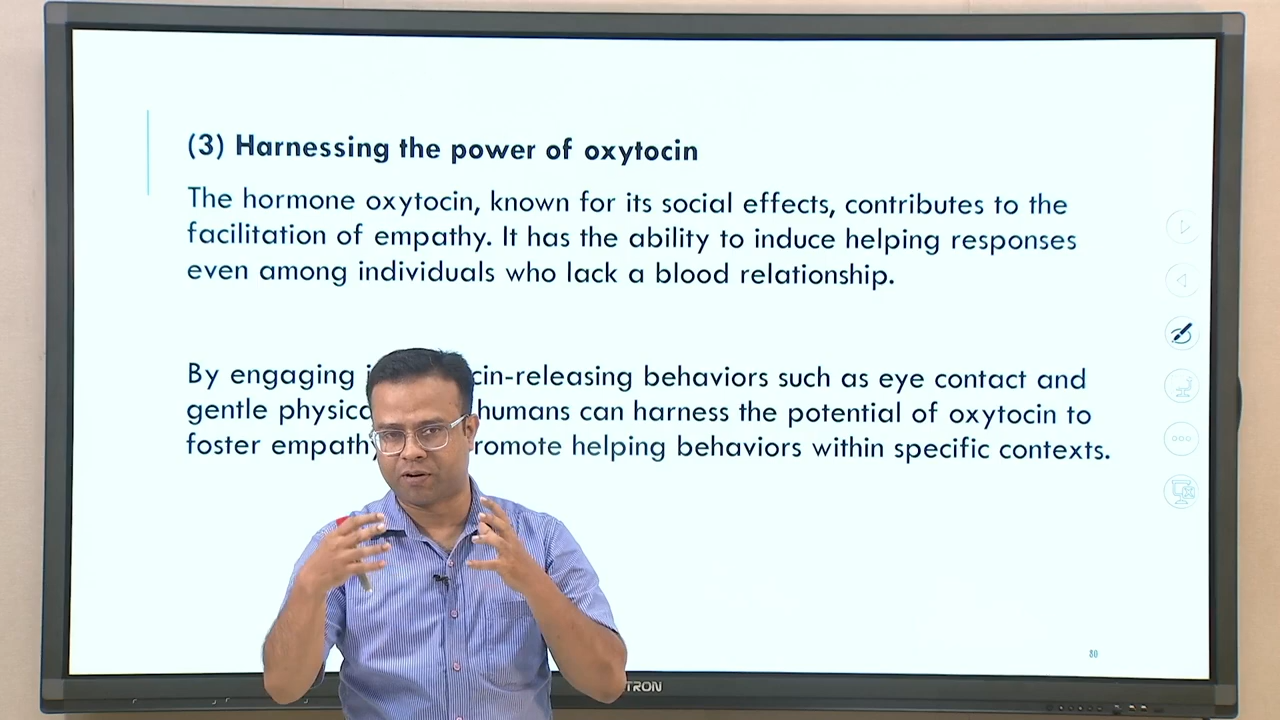 (3) Harnessing the power of oxytocin
The hormone oxytocin, known for its social effects, contributes to the
facilitation of empathy. It has the ability to induce helping responses
even among individuals who lack a blood relationship.
By engaging cin-releasing behaviors such as eye contact and
gentle humans can harness the potential of oxytocin to
foster empathy romote helping behaviors within specific contexts.
80
TRON